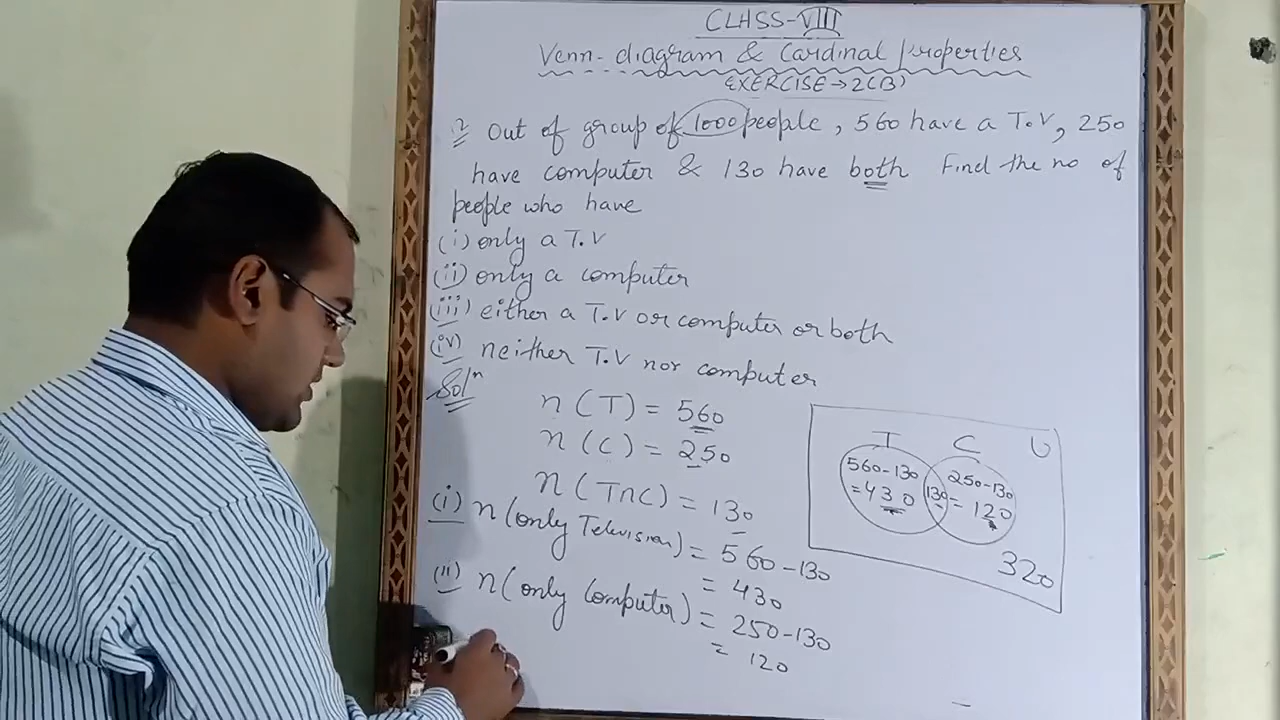 CLASS-VIII
Venn-diagram & Cardinal properties
EXERCISE→2(B)
2 Out of group of 1000 people, 560 have a T.V, 250
have computer & 130 have both Find the no of
people who have
(i) only a T.V
(ii) only a computer
(iii) either a T.V or computer or both
(iv) neither T.V nor computer
Solⁿ
n(T) = 560
n(C) = 250
n(T∩C) = 130
(i) n(only Television) = 560-130
= 430
(ii) n(only Computer) = 250-130
= 120
T C U
560-130 250-130
=430 130 = 120
320